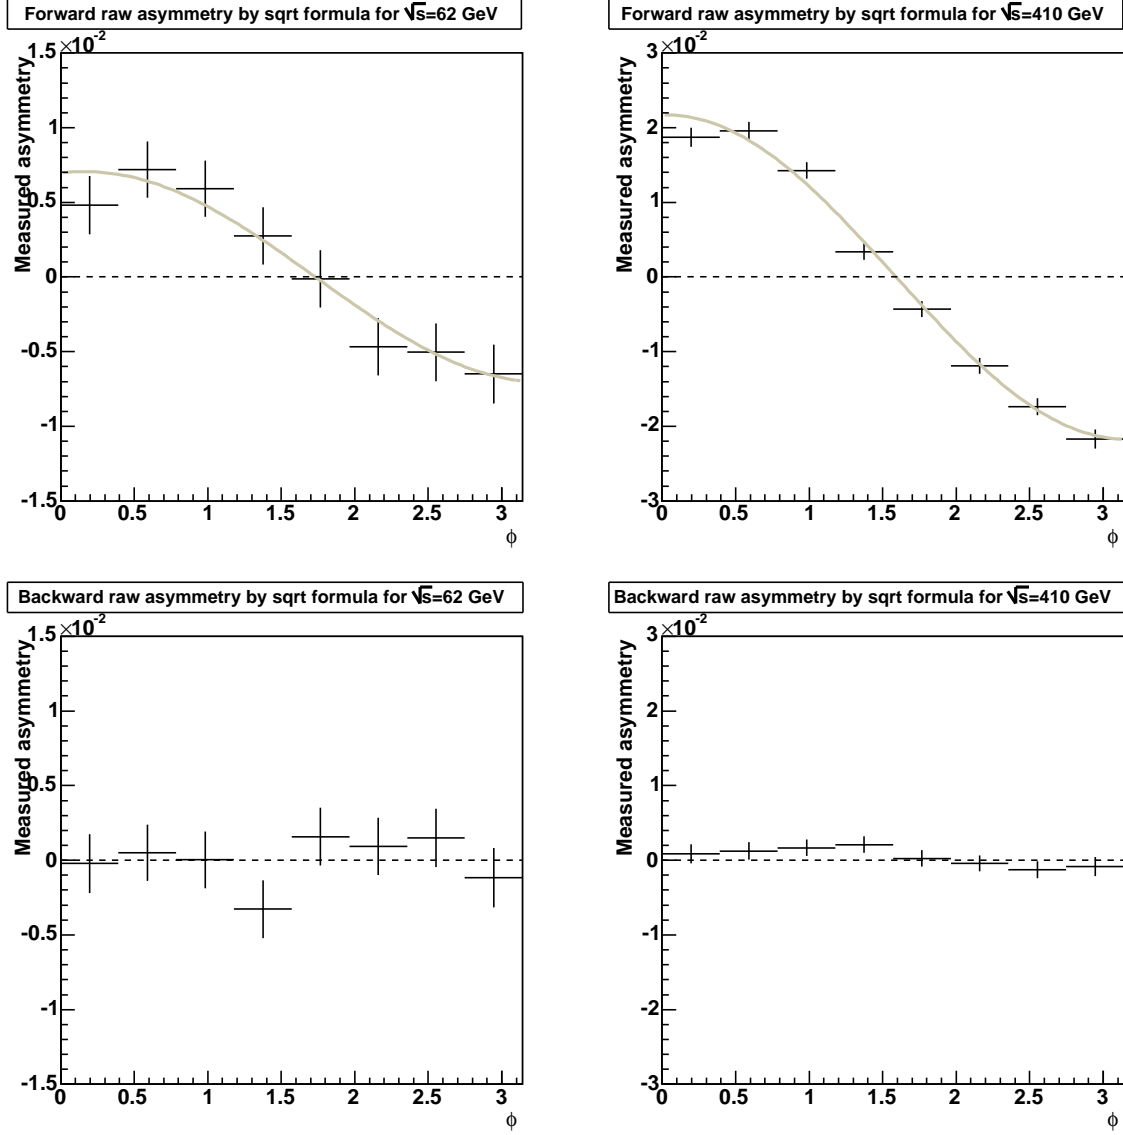 Forward raw asymmetry by sqrt formula for √s=62 GeV
×10-2
Measured asymmetry
1.5
1
0.5
0
-0.5
-1
-1.5
0 0.5 1 1.5 2 2.5 3
ϕ
Forward raw asymmetry by sqrt formula for √s=410 GeV
×10-2
Measured asymmetry
3
2
1
0
-1
-2
-3
0 0.5 1 1.5 2 2.5 3
ϕ
Backward raw asymmetry by sqrt formula for √s=62 GeV
×10-2
Measured asymmetry
1.5
1
0.5
0
-0.5
-1
-1.5
0 0.5 1 1.5 2 2.5 3
ϕ
Backward raw asymmetry by sqrt formula for √s=410 GeV
×10-2
Measured asymmetry
3
2
1
0
-1
-2
-3
0 0.5 1 1.5 2 2.5 3
ϕ